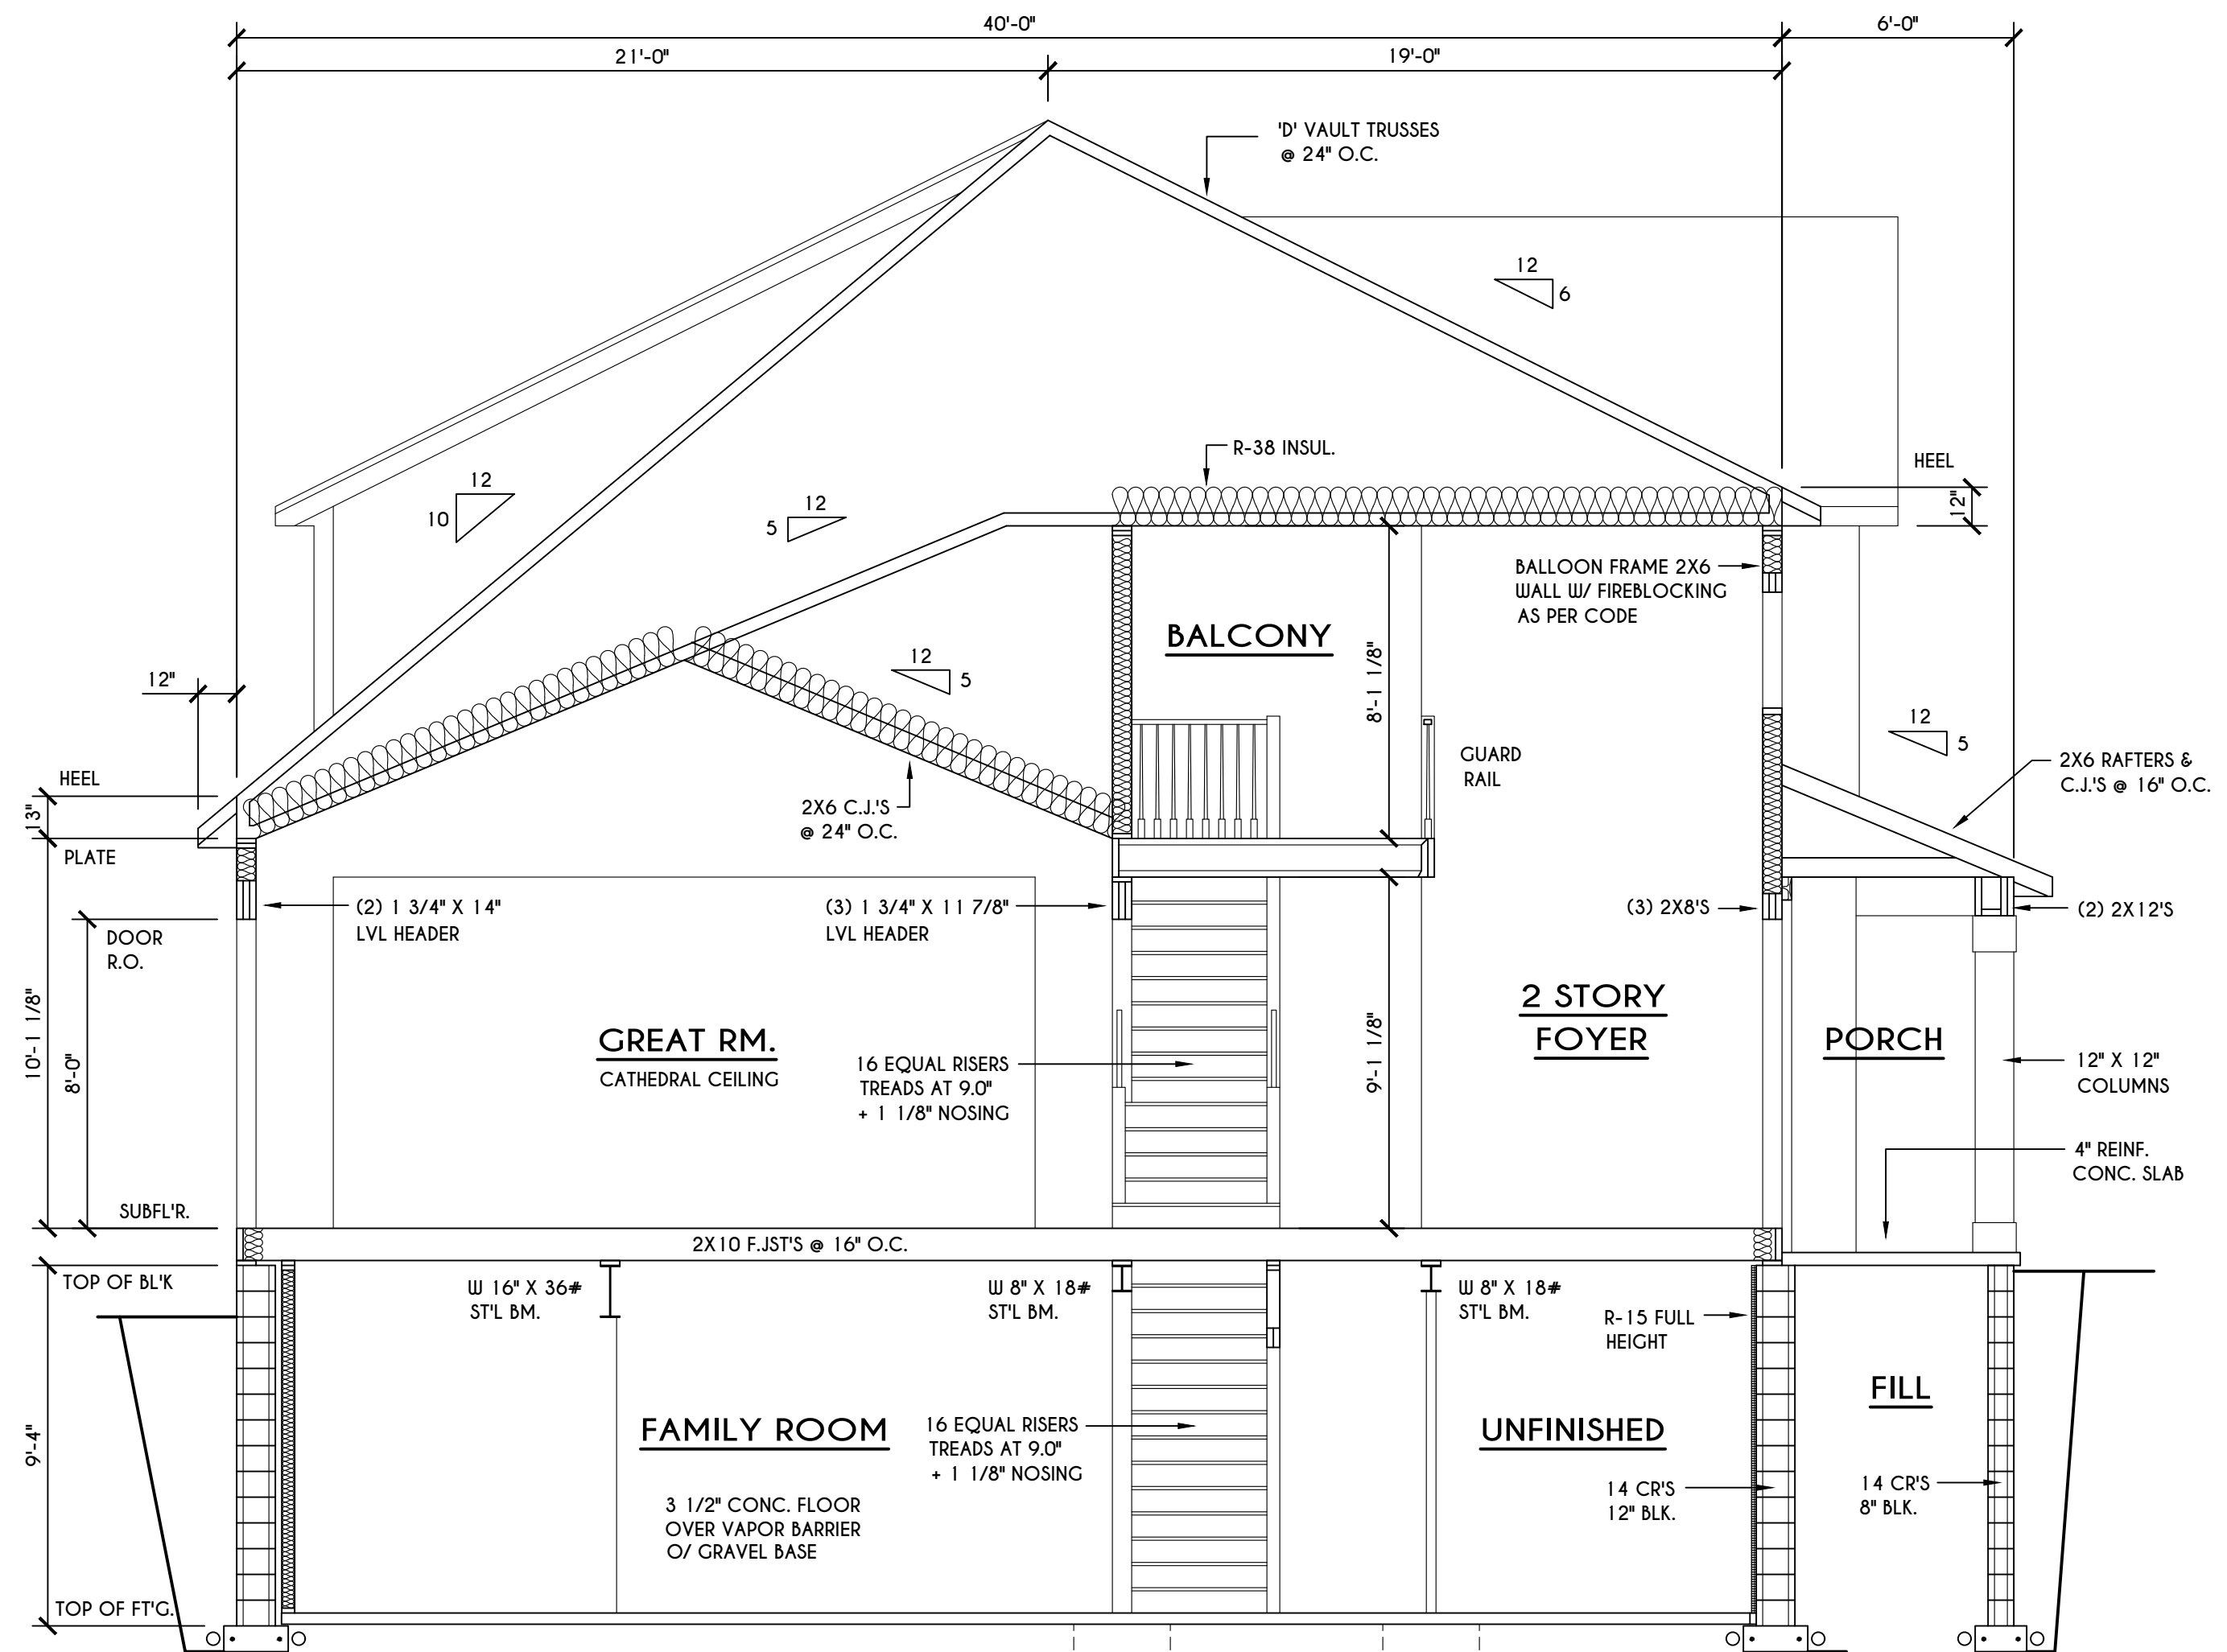 40'-0"
6'-0"
21'-0"
19'-0"
'D' VAULT TRUSSES
@ 24" O.C.
12
6
R-38 INSUL.
HEEL
12"
12
10
12
5
BALLOON FRAME 2X6
WALL W/ FIREBLOCKING
AS PER CODE
BALCONY
12
5
12"
8'-1 1/8"
12
5
GUARD
RAIL
2X6 RAFTERS &
C.J.'S @ 16" O.C.
HEEL
13"
2X6 C.J.'S
@ 24" O.C.
PLATE
(2) 1 3/4" X 14"
LVL HEADER
(3) 1 3/4" X 11 7/8"
LVL HEADER
(3) 2X8'S
(2) 2X12'S
DOOR
R.O.
10'-1 1/8"
8'-0"
GREAT RM.
CATHEDRAL CEILING
16 EQUAL RISERS
TREADS AT 9.0"
+ 1 1/8" NOSING
9'-1 1/8"
2 STORY
FOYER
PORCH
12" X 12"
COLUMNS
4" REINF.
CONC. SLAB
SUBFL'R.
2X10 F.JST'S @ 16" O.C.
TOP OF BL'K
W 16" X 36#
ST'L BM.
W 8" X 18#
ST'L BM.
W 8" X 18#
ST'L BM.
R-15 FULL
HEIGHT
FILL
9'-4"
FAMILY ROOM
16 EQUAL RISERS
TREADS AT 9.0"
+ 1 1/8" NOSING
UNFINISHED
14 CR'S
12" BLK.
14 CR'S
8" BLK.
3 1/2" CONC. FLOOR
OVER VAPOR BARRIER
O/ GRAVEL BASE
TOP OF FT'G.